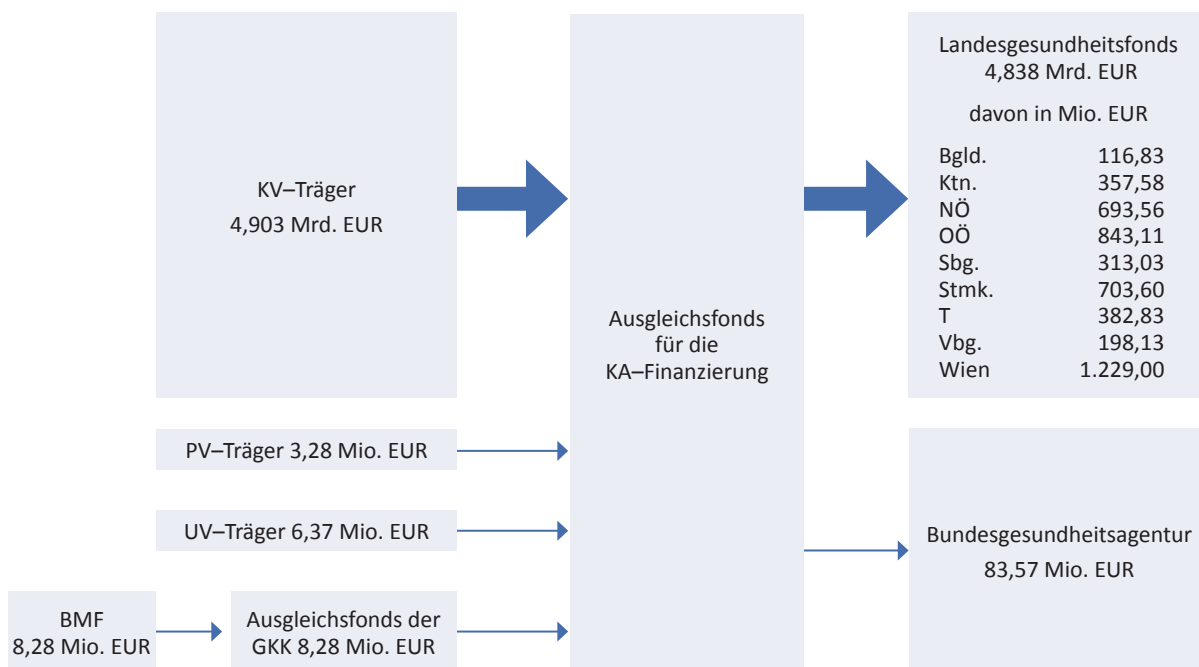 KV–Träger
4,903 Mrd. EUR
PV–Träger 3,28 Mio. EUR
UV–Träger 6,37 Mio. EUR
BMF
8,28 Mio. EUR
Ausgleichsfonds der
GKK 8,28 Mio. EUR
Ausgleichsfonds
für die
KA–Finanzierung
Landesgesundheitsfonds
4,838 Mrd. EUR
davon in Mio. EUR
Bgld. 116,83
Ktn. 357,58
NÖ 693,56
OÖ 843,11
Sbg. 313,03
Stmk. 703,60
T 382,83
Vbg. 198,13
Wien 1.229,00
Bundesgesundheitsagentur
83,57 Mio. EUR